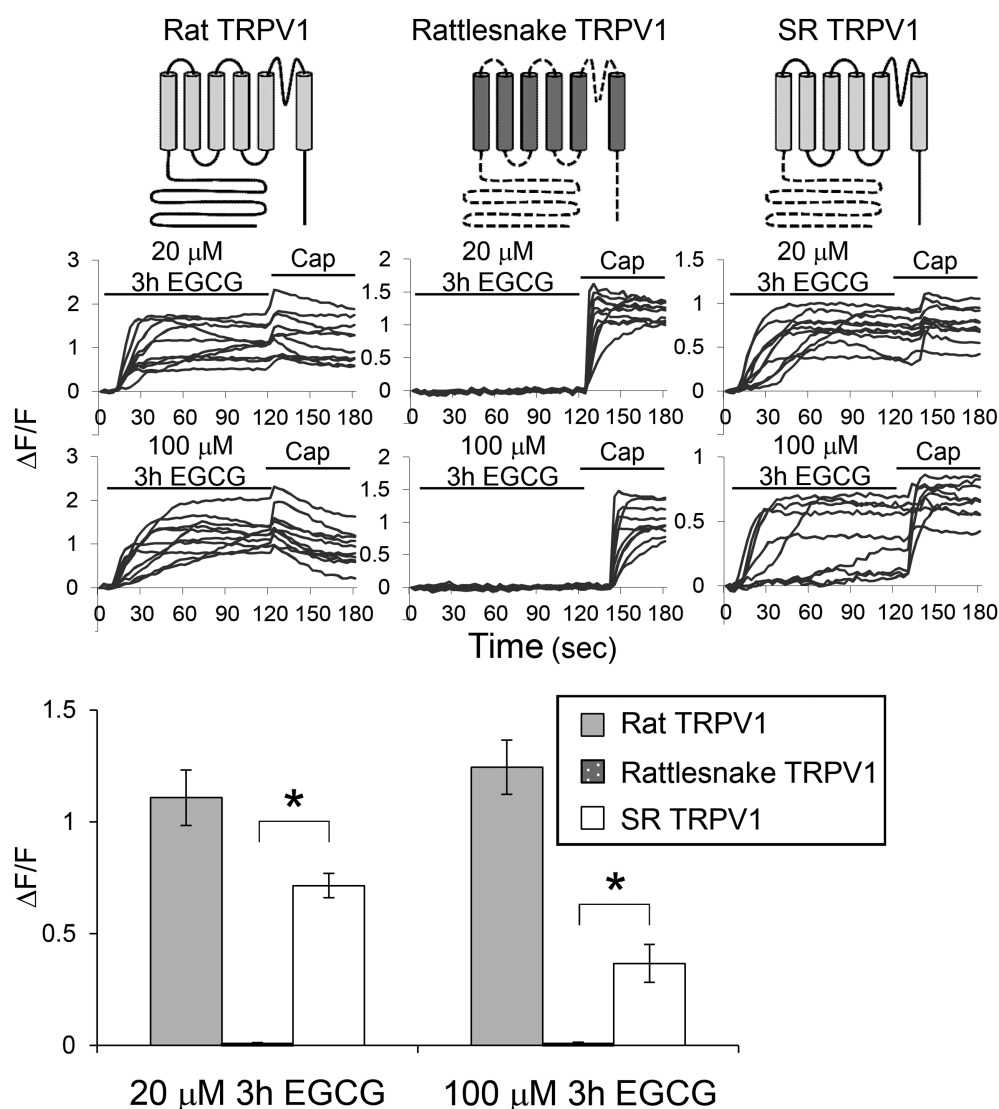 Rat TRPV1 Rattlesnake TRPV1 SR TRPV1
20 µM Cap 20 µM Cap
3h EGCG 3h EGCG Cap 3h EGCG
3 2 1.5
2 1.5 1
1 1 0.5
0.5
0 0 0
0 30 60 90 120 150 180 0 30 60 90 120 150 180 0 30 60 90 120 150 180
ΔF/F
100 µM Cap 100 µM Cap 100 µM Cap
3h EGCG 3h EGCG 3h EGCG
3 2 1
2 1.5
1 1 0.5
0.5
0 0 0
0 30 60 90 120 150 180 0 30 60 90 120 150 180 0 30 60 90 120 150 180
Time (sec)
1.5
1
0.5
0
ΔF/F
* *
Rat TRPV1
Rattlesnake TRPV1
SR TRPV1
20 µM 3h EGCG 100 µM 3h EGCG